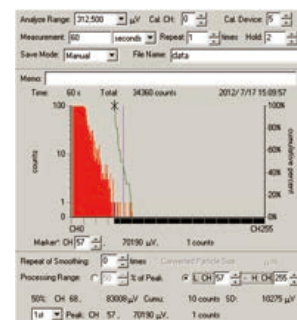 Analyze Range: 312,500 µV Cal. CH: 0 Cal. Device: 5
Measurement: 60 seconds Repeat: 1 times Hold: 2
Save Mode: Manual File Name: data
Memo:
Time: 60 s Total 34360 counts 2012/ 7/17 15:09:57
100 100%
80%
60%
10
40%
20%
1
0 0%
counts
cumulative percent
CH0 CH255
Marker: CH 57 , 70190 µV, 1 counts
Repeat of Smoothing: 0 times Converted Particle Size µm
Processing Range: % of Peak L: CH 57 - H: CH 255
50% CH 68, 83008 µV Cumu: 10 counts SD: 10275 µV
1st Peak: CH 57 , 70190 µV, 1 counts